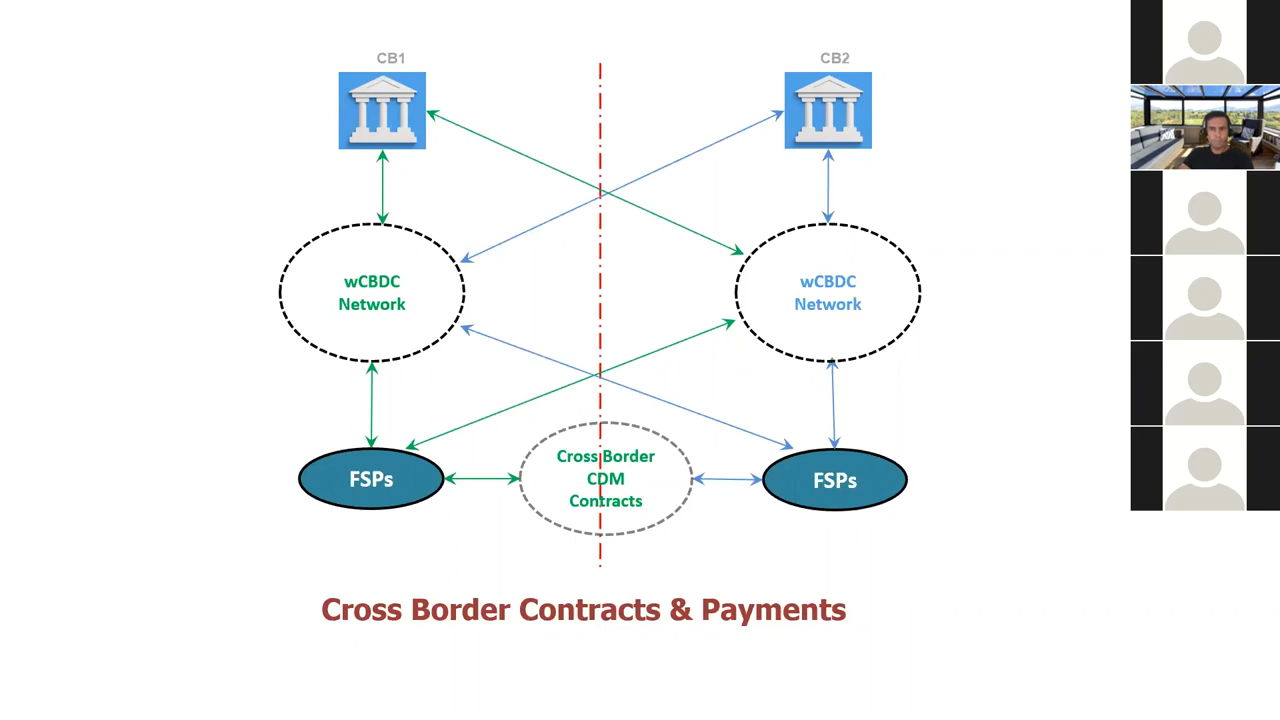 CB1
CB2
wCBDC
Network
wCBDC
Network
FSPs
Cross Border
CDM
Contracts
FSPs
Cross Border Contracts & Payments